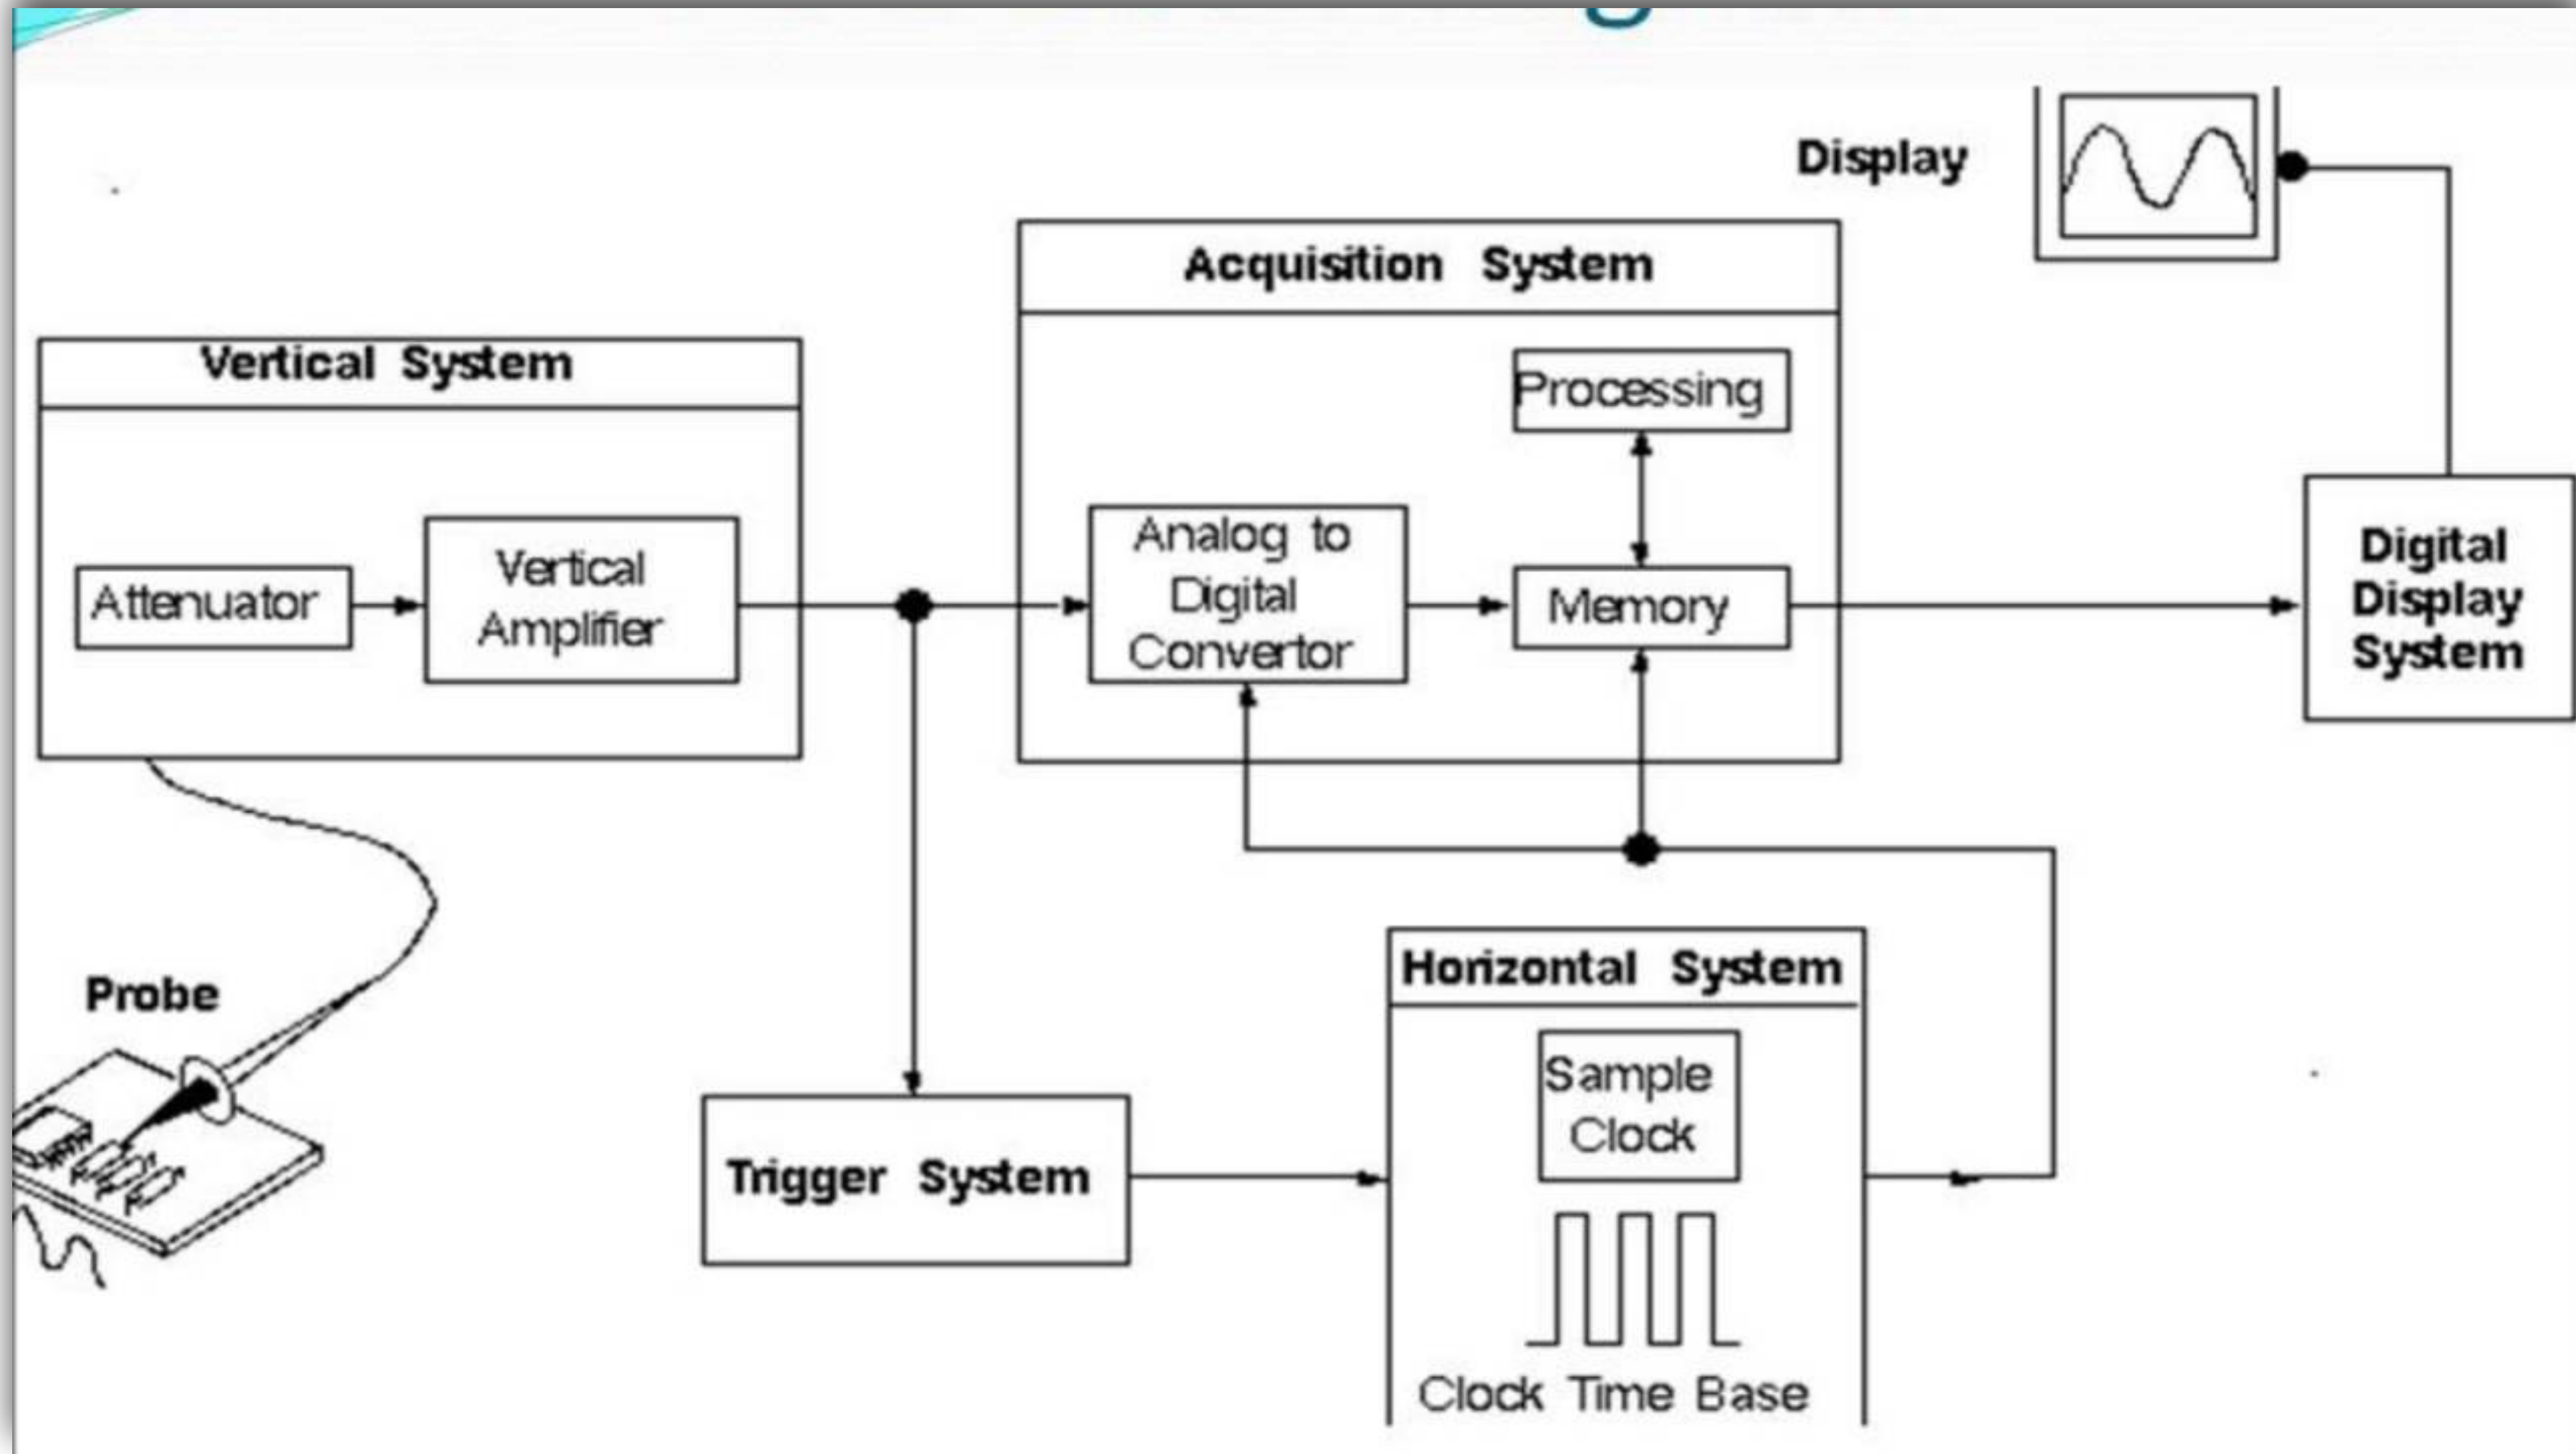 Display
Acquisition System
Vertical System
Processing
Attenuator
Vertical
Amplifier
Analog to
Digital
Convertor
Memory
Digital
Display
System
Probe
Horizontal System
Sample
Clock
Trigger System
Clock Time Base